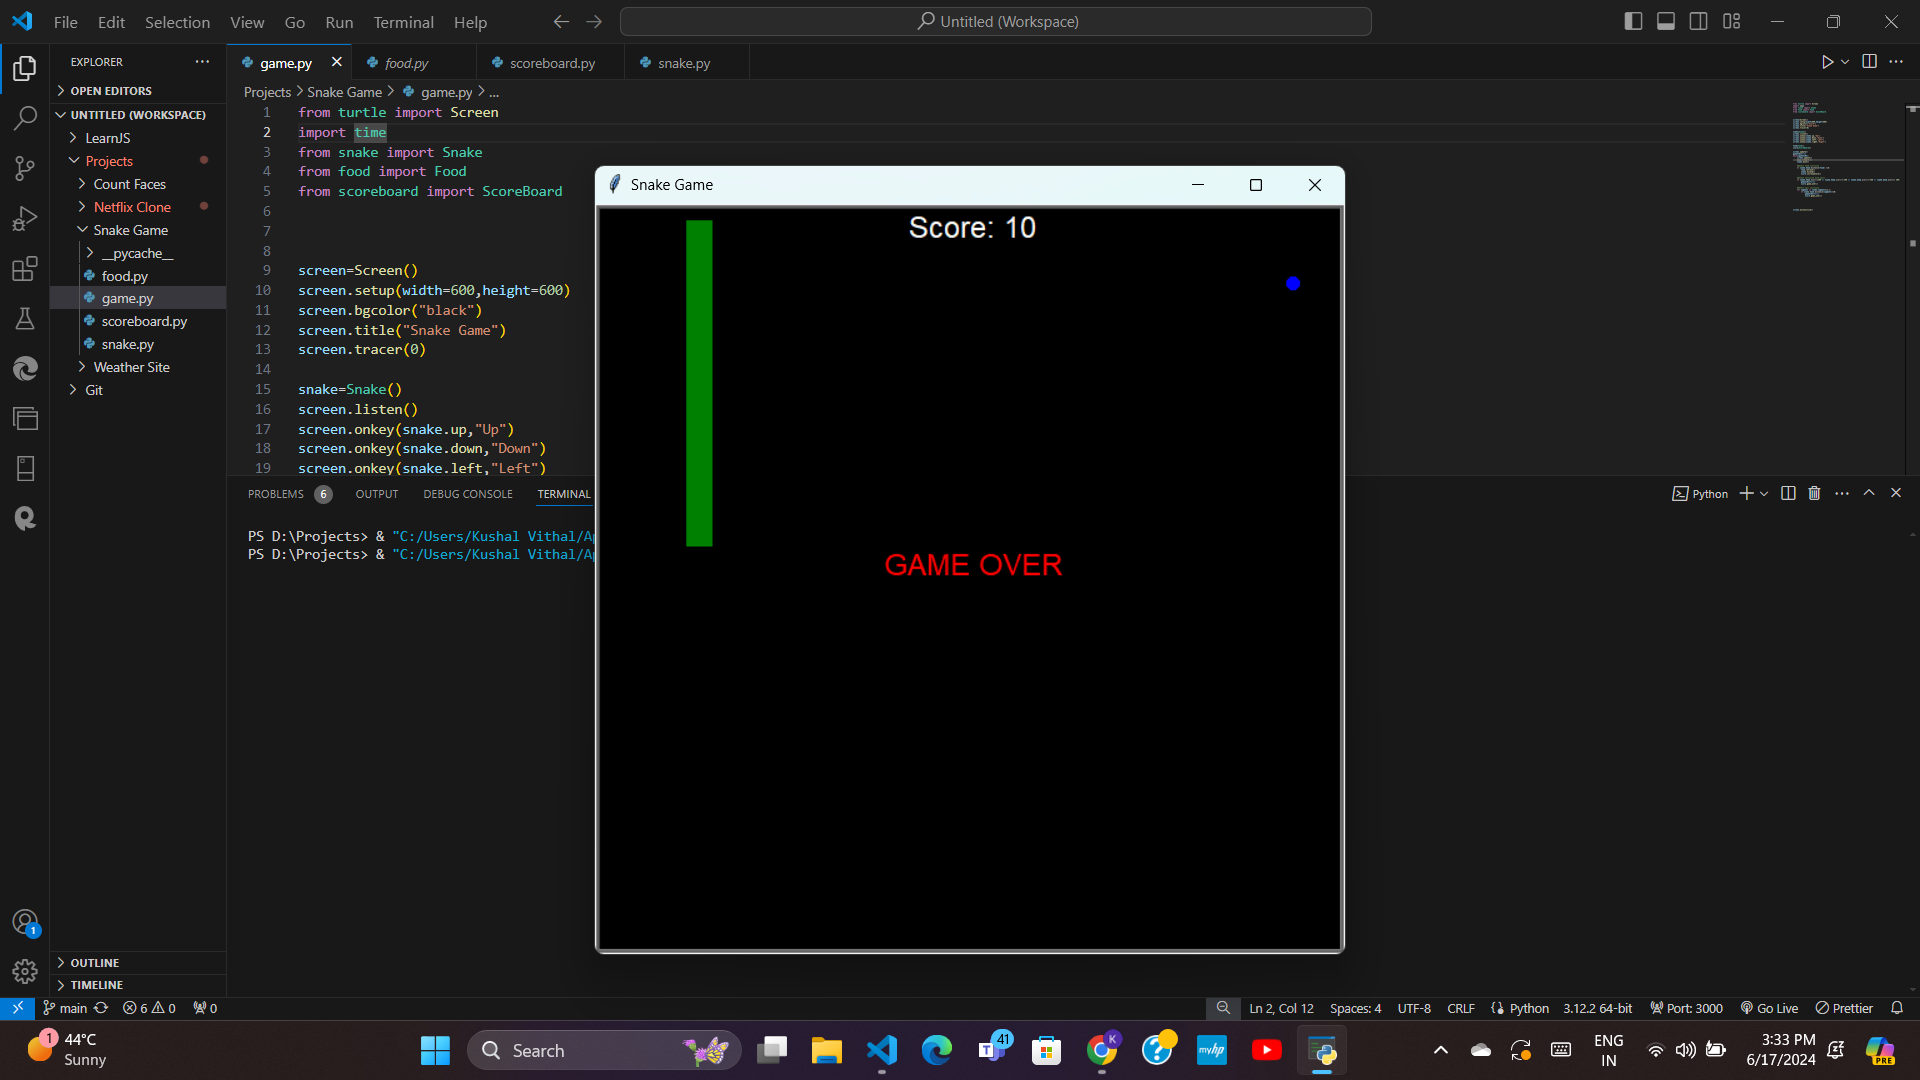 File Edit Selection View Go Run Terminal Help
Untitled (Workspace)
EXPLORER
OPEN EDITORS
UNTITLED (WORKSPACE)
LearnJS
Projects
Count Faces
Netflix Clone
Snake Game
__pycache__
food.py
game.py
scoreboard.py
snake.py
Weather Site
Git
OUTLINE
TIMELINE
game.py food.py scoreboard.py snake.py
Projects > Snake Game > game.py > ...
1 from turtle import Screen
2 import time
3 from snake import Snake
4 from food import Food
5 from scoreboard import ScoreBoard
6
7
8
9 screen=Screen()
10 screen.setup(width=600,height=600)
11 screen.bgcolor("black")
12 screen.title("Snake Game")
13 screen.tracer(0)
14
15 snake=Snake()
16 screen.listen()
17 screen.onkey(snake.up,"Up")
18 screen.onkey(snake.down,"Down")
19 screen.onkey(snake.left,"Left")
PROBLEMS 6 OUTPUT DEBUG CONSOLE TERMINAL
Python
PS D:\Projects> & "C:/Users/Kushal Vithal/A
PS D:\Projects> & "C:/Users/Kushal Vithal/A
Snake Game
Score: 10
GAME OVER
1
main 6 0 0
Ln 2, Col 12 Spaces: 4 UTF-8 CRLF Python 3.12.2 64-bit Port: 3000 Go Live Prettier
1
44°C
Sunny
Search
T
41
K
myhp
ENG
IN
3:33 PM
6/17/2024
PRE